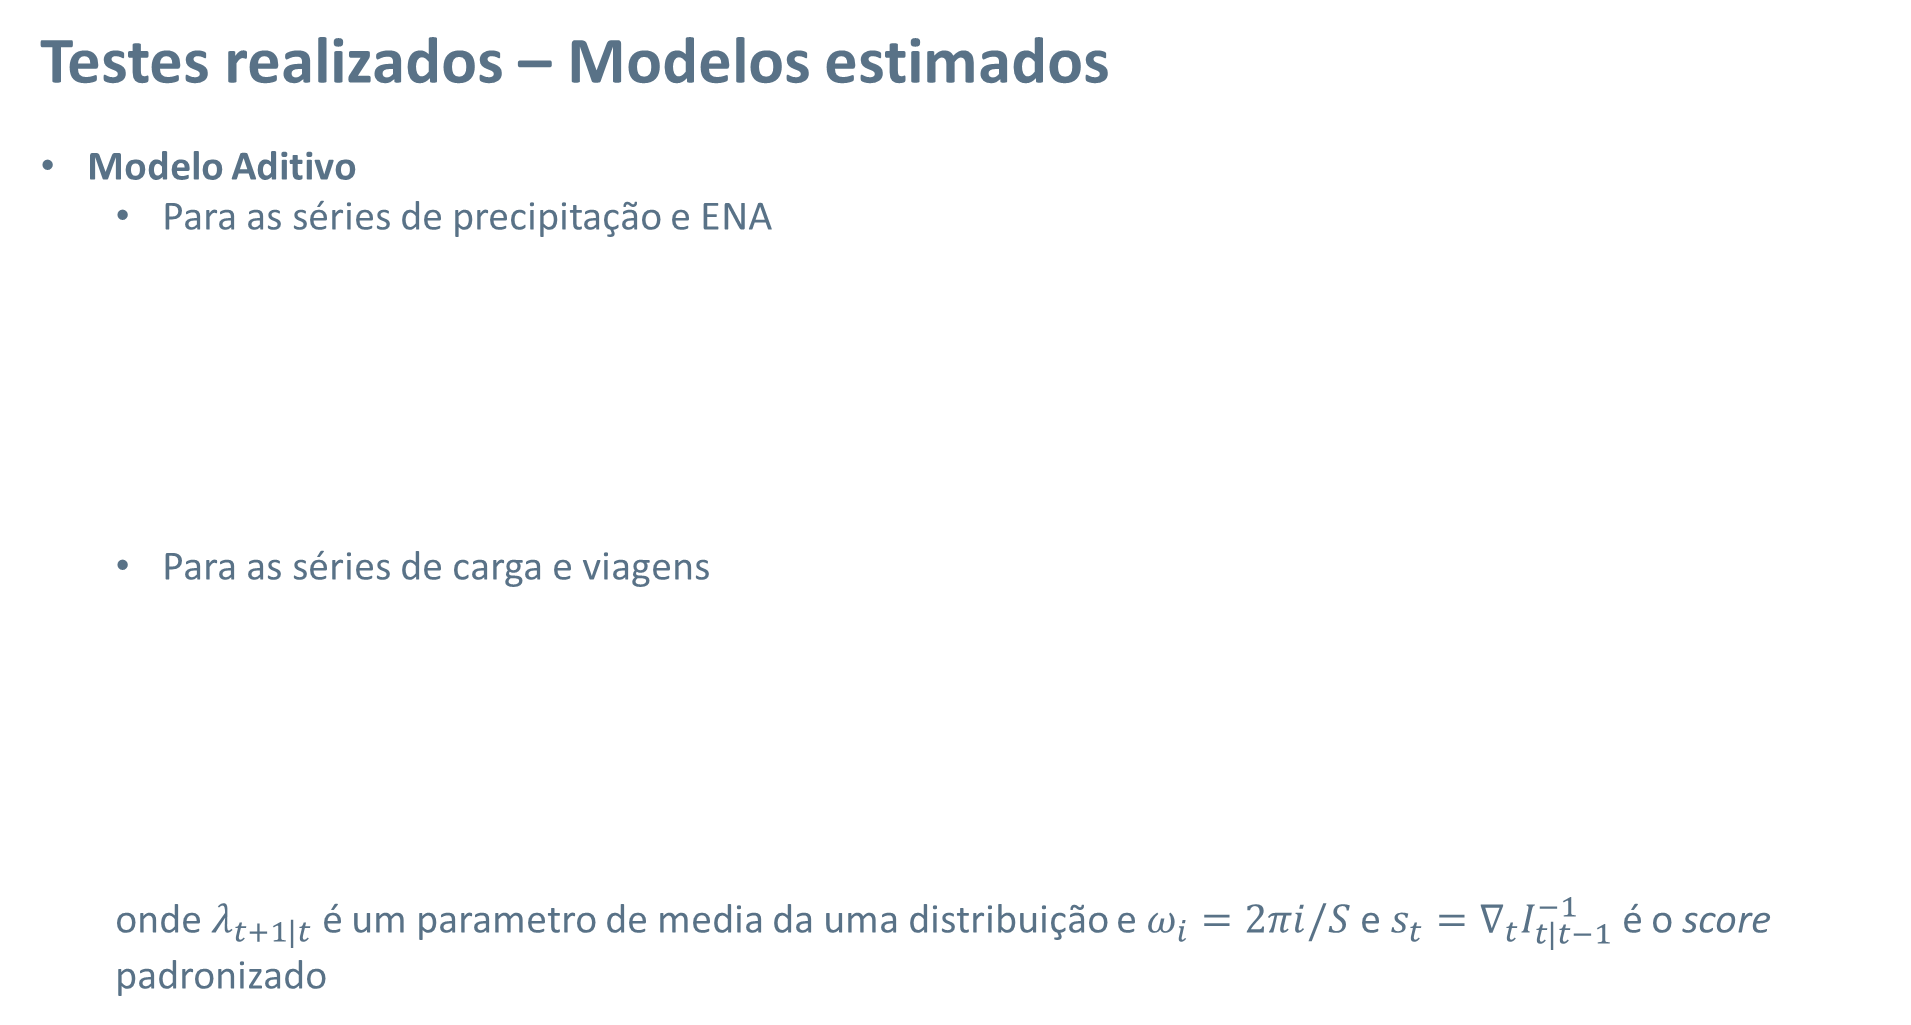 Testes realizados – Modelos estimados
• Modelo Aditivo
• Para as séries de precipitação e ENA
• Para as séries de carga e viagens
onde λ_{t+1|t} é um parametro de media da uma distribuição e ω_i = 2πi/S e s_t = ∇_t I_{t|t−1}^{−1} é o score
padronizado